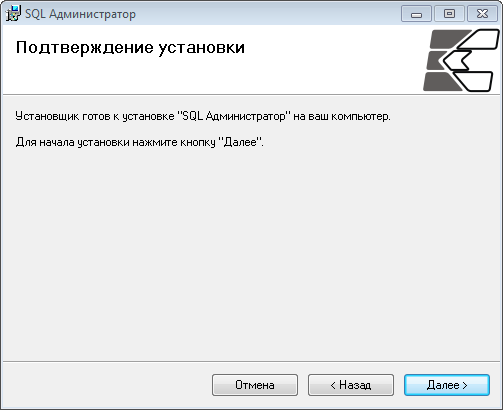 SQL Администратор
Подтверждение установки
Установщик готов к установке "SQL Администратор" на ваш компьютер.
Для начала установки нажмите кнопку "Далее".
Отмена
< Назад
Далее >